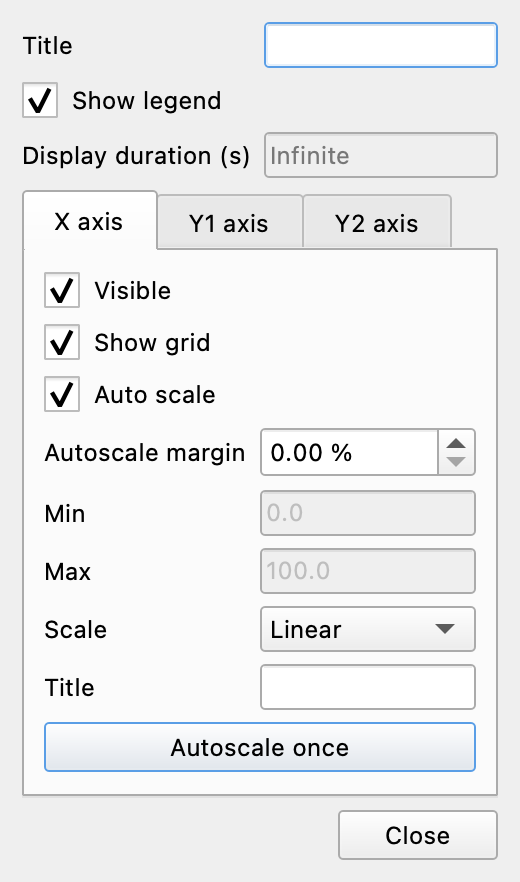 Title
Show legend
Display duration (s) Infinite
X axis Y1 axis Y2 axis
Visible
Show grid
Auto scale
Autoscale margin 0.00 %
Min 0.0
Max 100.0
Scale Linear
Title
Autoscale once
Close